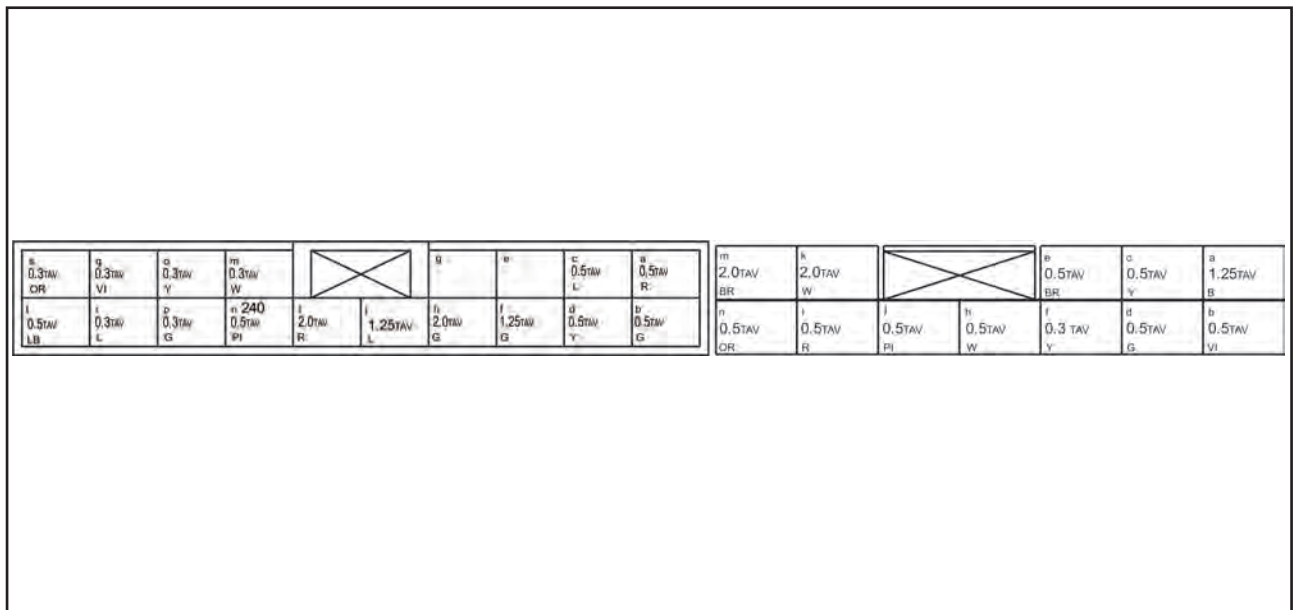 s q o m g e c a
0.3TAV 0.3TAV 0.3TAV 0.3TAV 0.5TAV 0.5TAV
OR VI Y W L R
r p n 240 l j h f d b
0.5TAV 0.3TAV 0.3TAV 0.5TAV 2.0TAV 1.25TAV 2.0TAV 1.25TAV 0.5TAV 0.5TAV
LB L G PI R L G G Y G
m k e c a
2.0TAV 2.0TAV 0.5TAV 0.5TAV 1.25TAV
BR W BR Y B
n j h f d b
0.5TAV 0.5TAV 0.5TAV 0.5TAV 0.3 TAV 0.5TAV 0.5TAV
OR R PI W Y G VI